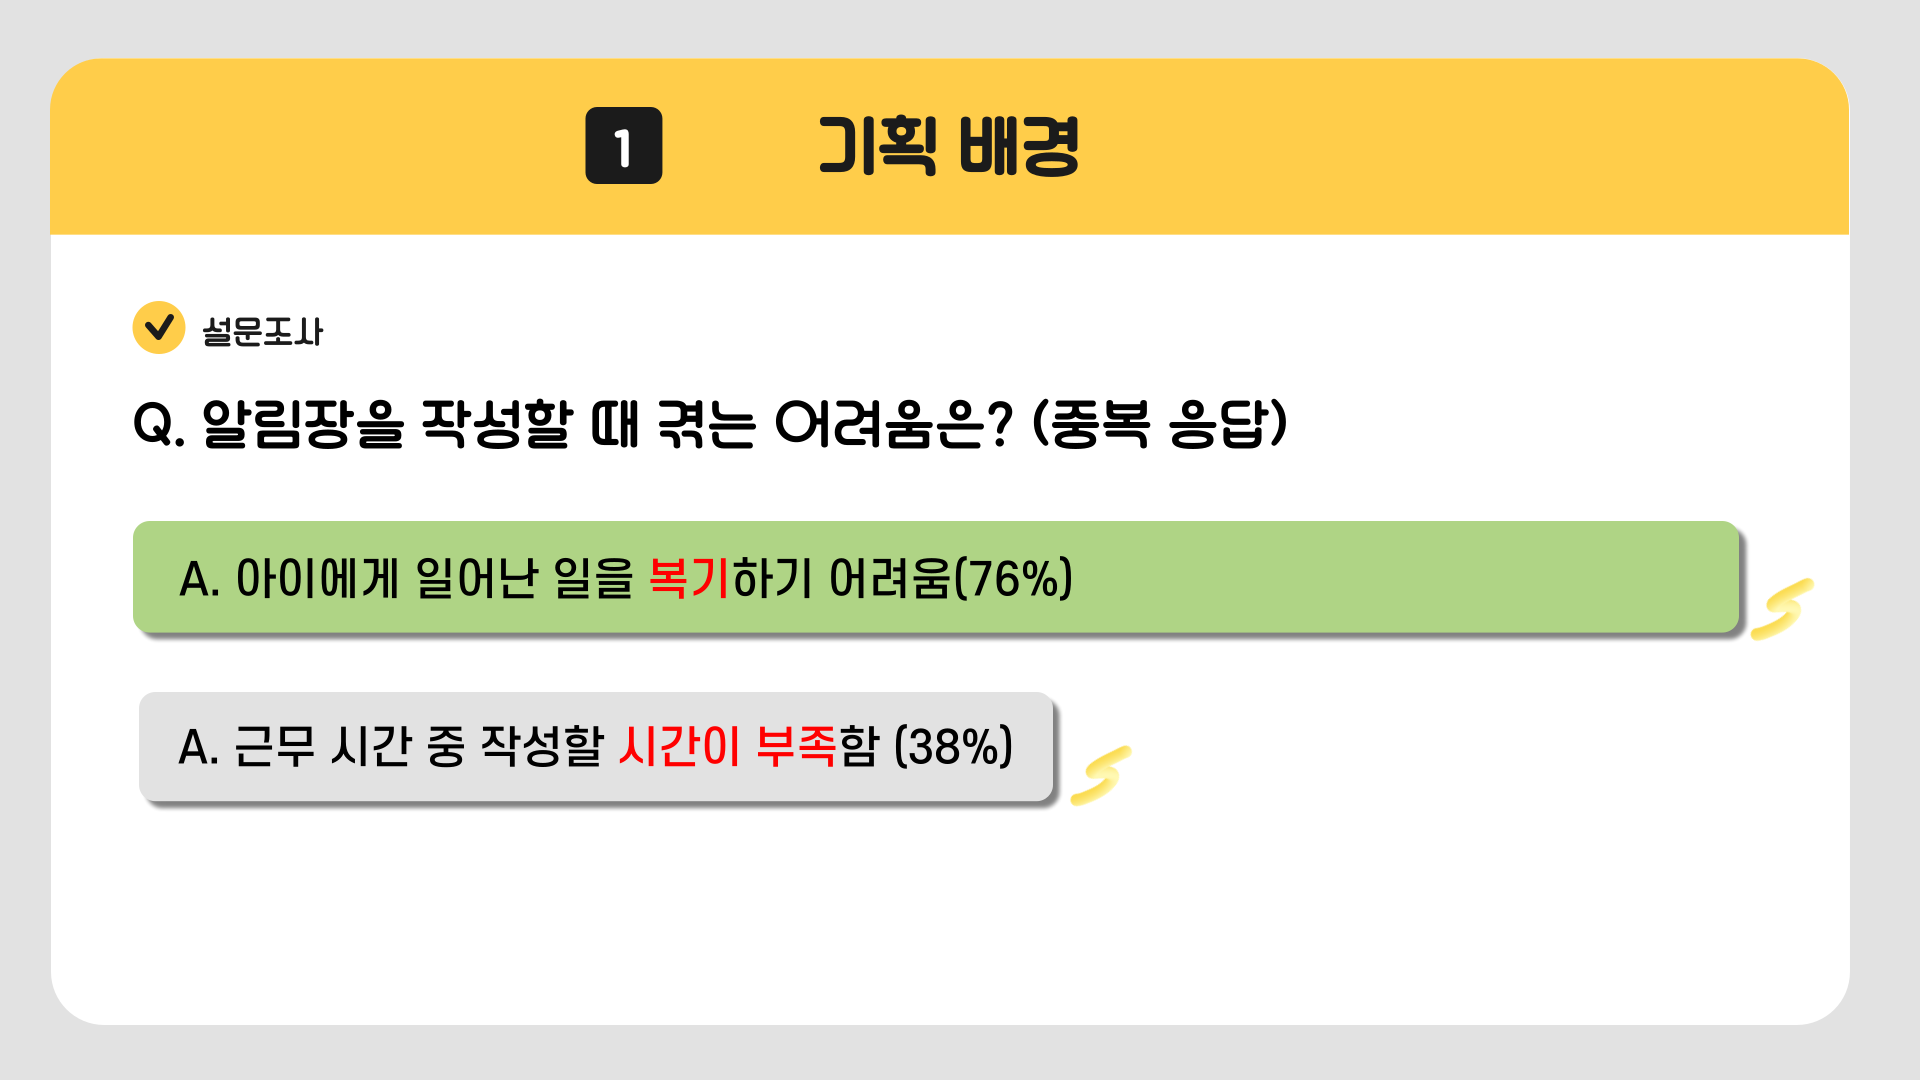 1 기획 배경
설문조사
Q. 알림장을 작성할 때 겪는 어려움은? (중복 응답)
A. 아이에게 일어난 일을 복기하기 어려움(76%)
A. 근무 시간 중 작성할 시간이 부족함 (38%)